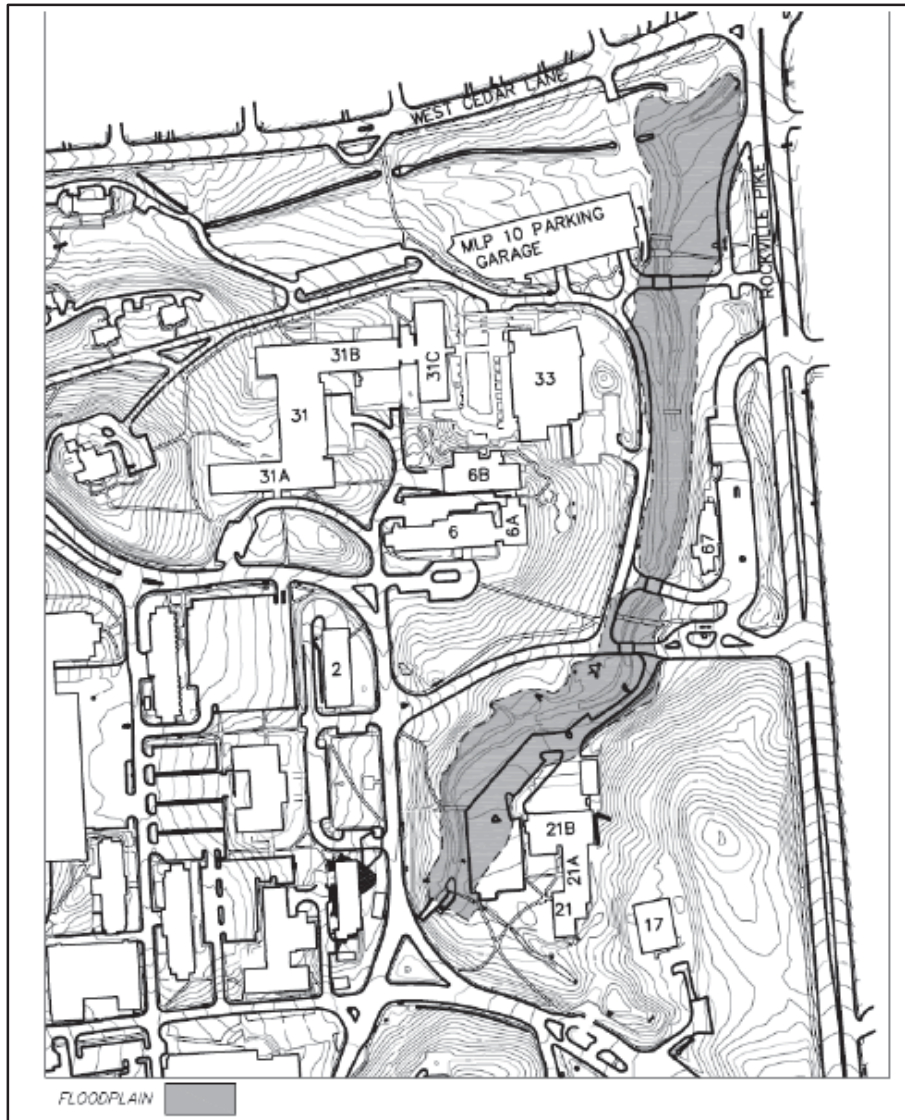 WEST CEDAR LANE
ROCKVILLE PIKE
MLP 10 PARKING
GARAGE
31B
31C
33
31
31A
6B
6
6A
67
2
21B
21A
21
17
FLOODPLAIN